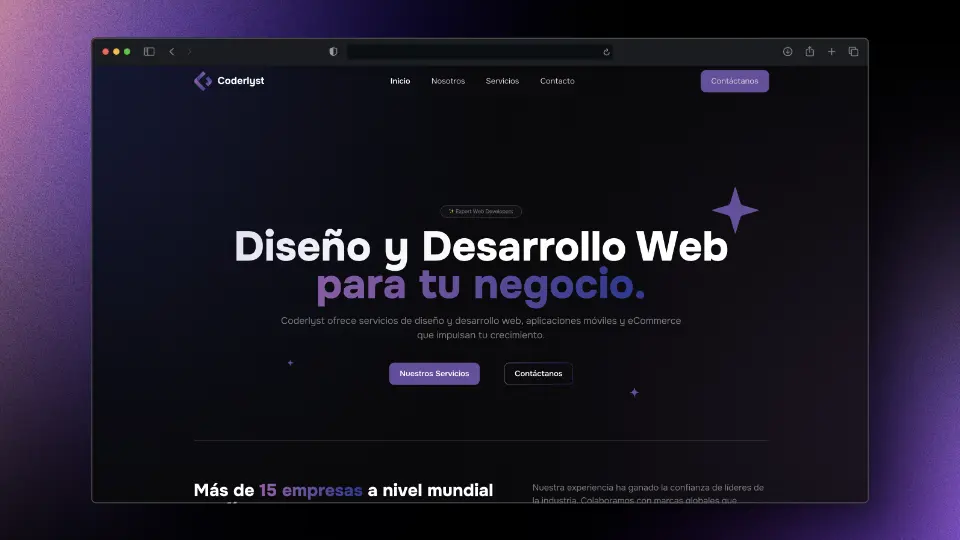 Coderlyst
Inicio Nosotros Servicios Contacto
Contáctanos
✨ Expert Web Developers
Diseño y Desarrollo Web
para tu negocio.
Coderlyst ofrece servicios de diseño y desarrollo web, aplicaciones móviles y eCommerce
que impulsan tu crecimiento.
Nuestros Servicios
Contáctanos
Más de 15 empresas a nivel mundial
Nuestra experiencia ha ganado la confianza de líderes de
la industria. Colaboramos con marcas globales que